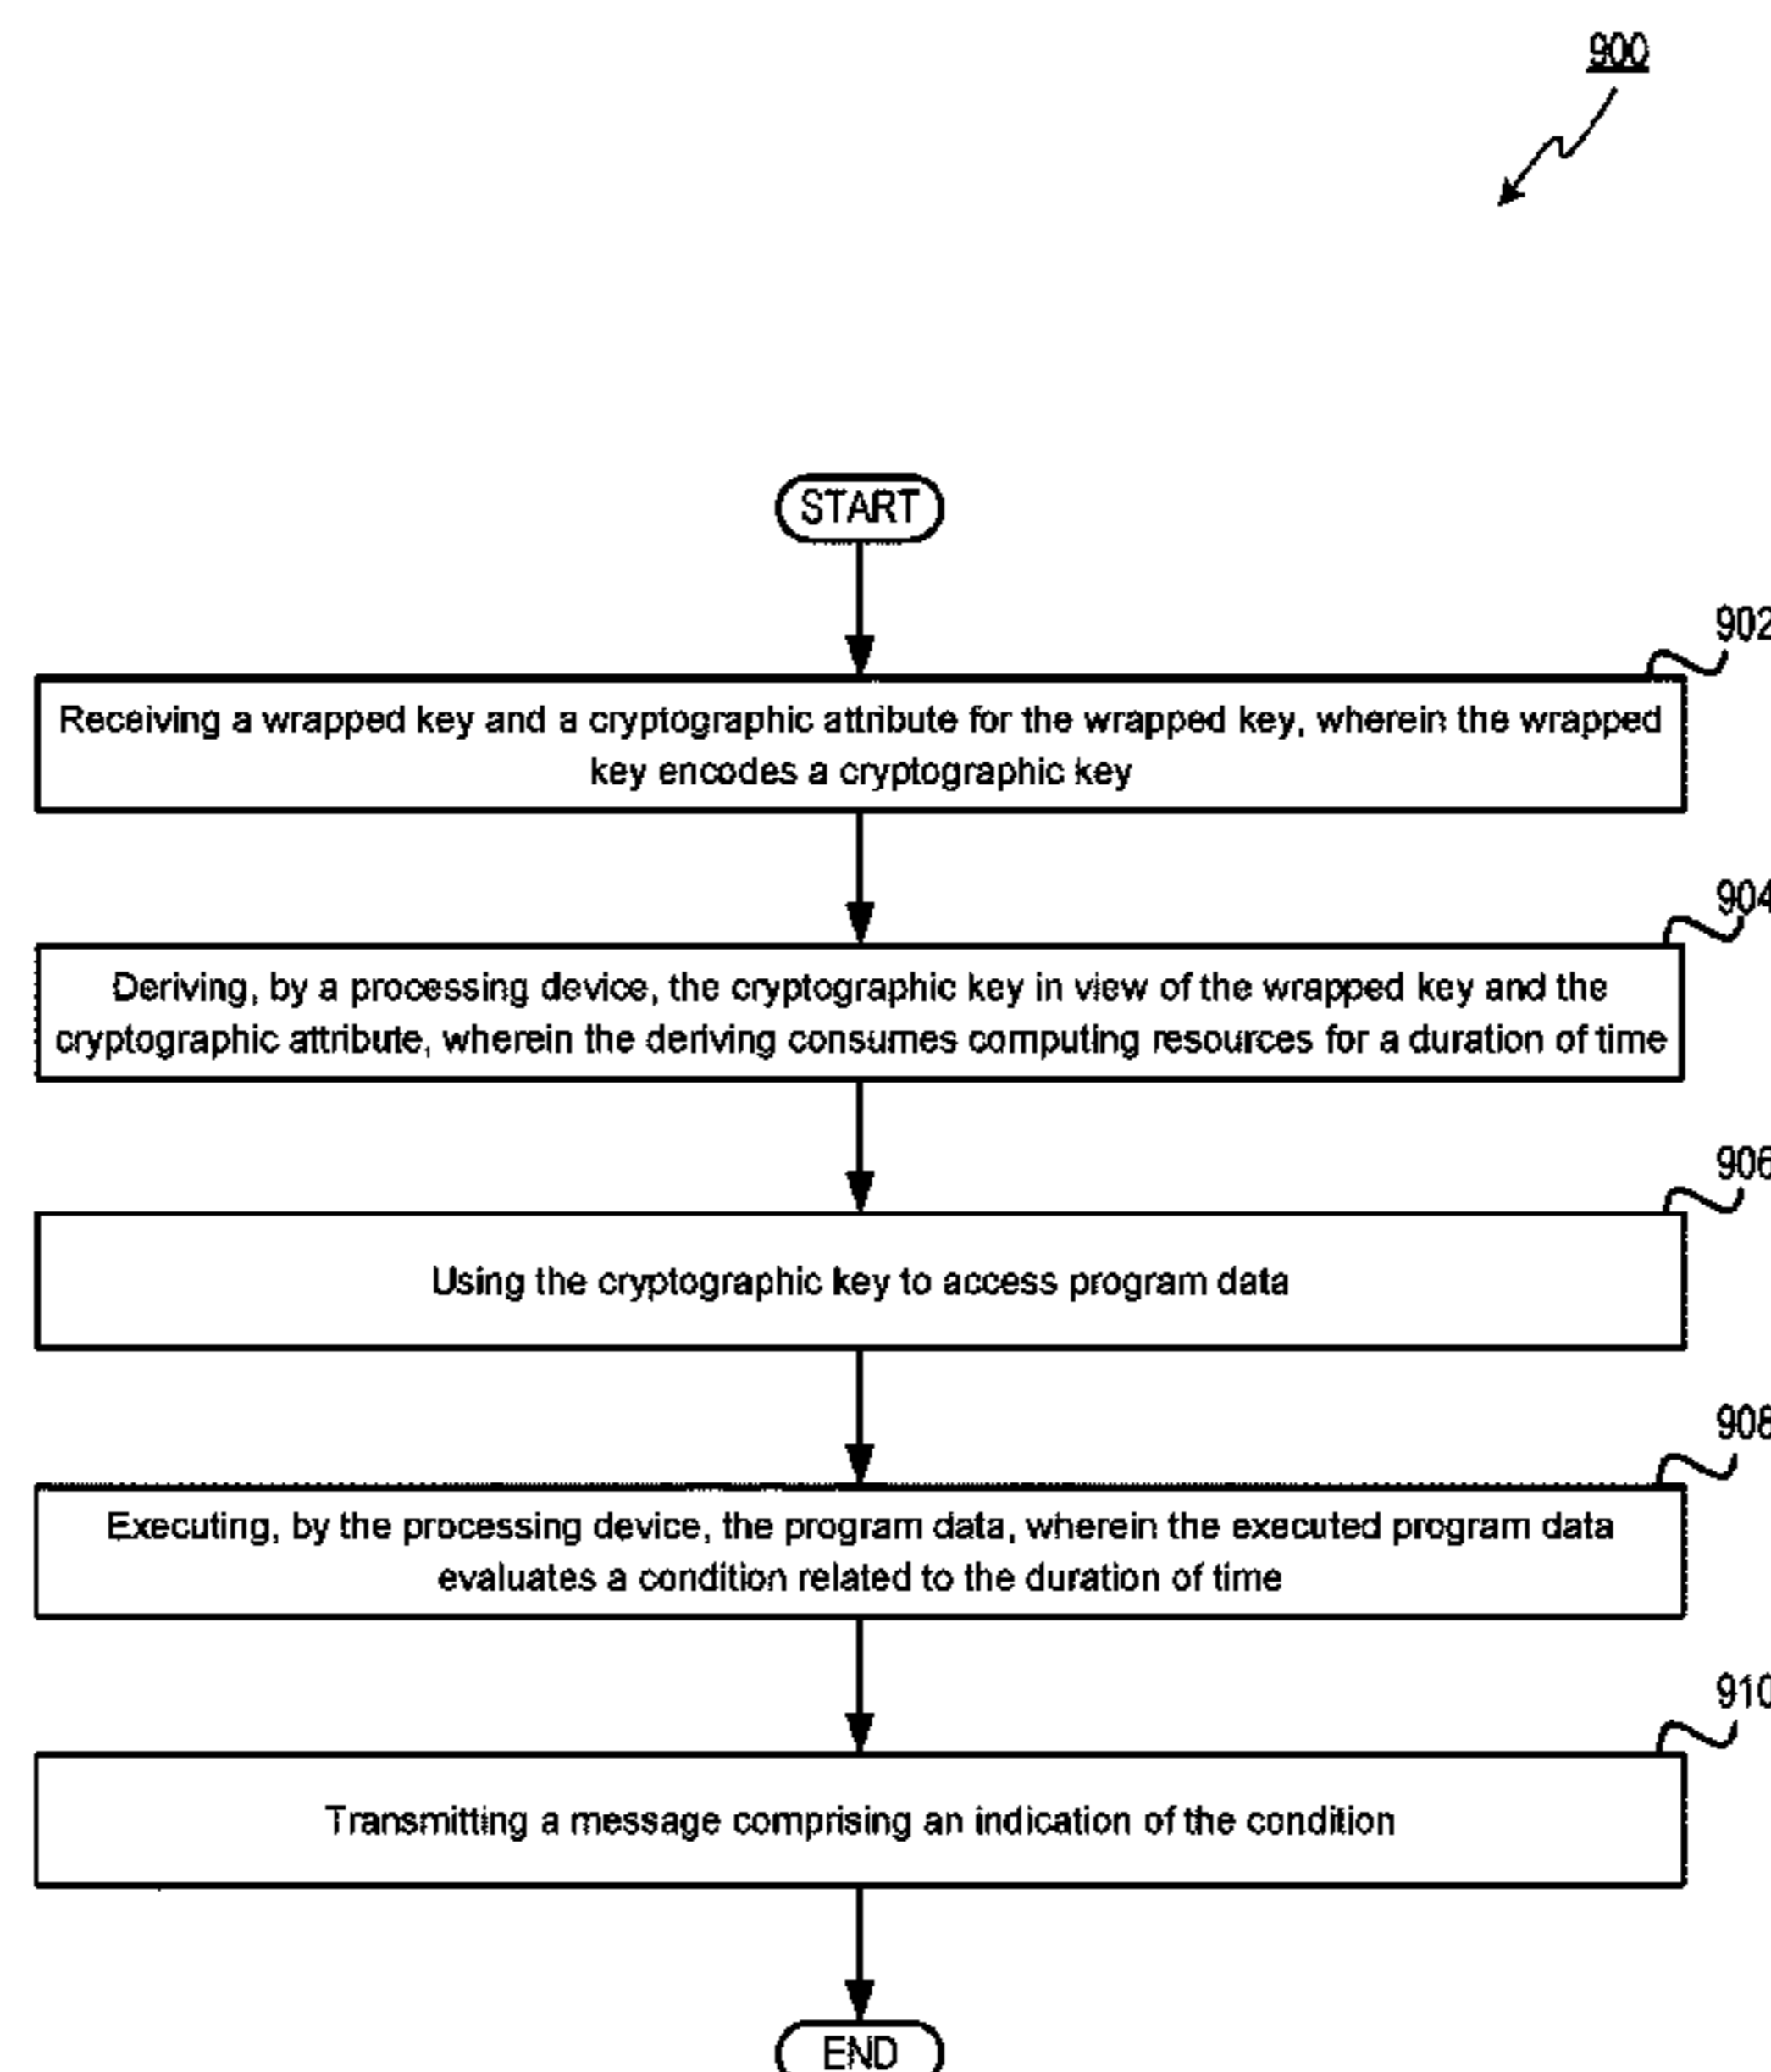 900
START
902
Receiving a wrapped key and a cryptographic attribute for the wrapped key, wherein the wrapped
key encodes a cryptographic key
904
Deriving, by a processing device, the cryptographic key in view of the wrapped key and the
cryptographic attribute, wherein the deriving consumes computing resources for a duration of time
906
Using the cryptographic key to access program data
908
Executing, by the processing device, the program data, wherein the executed program data
evaluates a condition related to the duration of time
910
Transmitting a message comprising an indication of the condition
END